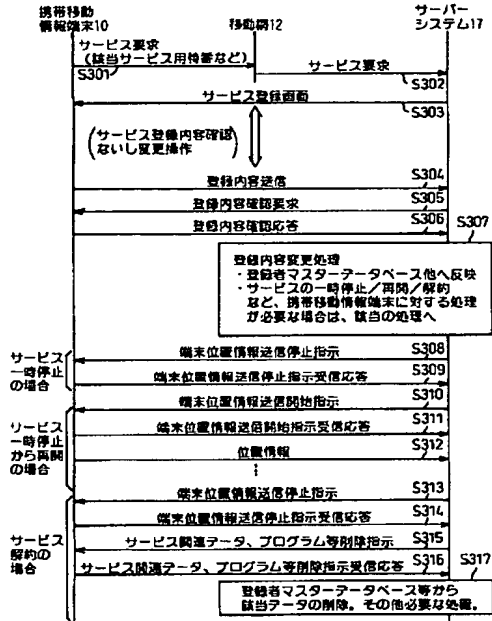 携帯移動
情報端末10
移動網12
サーバー
システム17
サービス要求
(該当サービス用特番など)
S301
サービス要求
S302
サービス登録画面
S303
(サービス登録内容確認
ないし変更操作)
S304
登録内容送信
S305
登録内容確認要求
S306
登録内容確認応答
S307
登録内容変更処理
・登録者マスターデータベース他へ反映
・サービスの一時停止/再開/解約
など、携帯移動情報端末に対する処理
が必要な場合は、該当の処理へ
サービス
一時停止
の場合
端末位置情報送信停止指示
S308
端末位置情報送信停止指示受信応答
S309
サービス
一時停止
から再開
の場合
端末位置情報送信開始指示
S310
端末位置情報送信開始指示受信応答
S311
位置情報
S312
サービス
解約の
場合
端末位置情報送信停止指示
S313
端末位置情報送信停止指示受信応答
S314
サービス関連データ、プログラム等削除指示
S315
サービス関連データ、プログラム等削除指示受信応答
S316
S317
登録者マスターデータベース等から
該当データの削除。その他必要な処理。